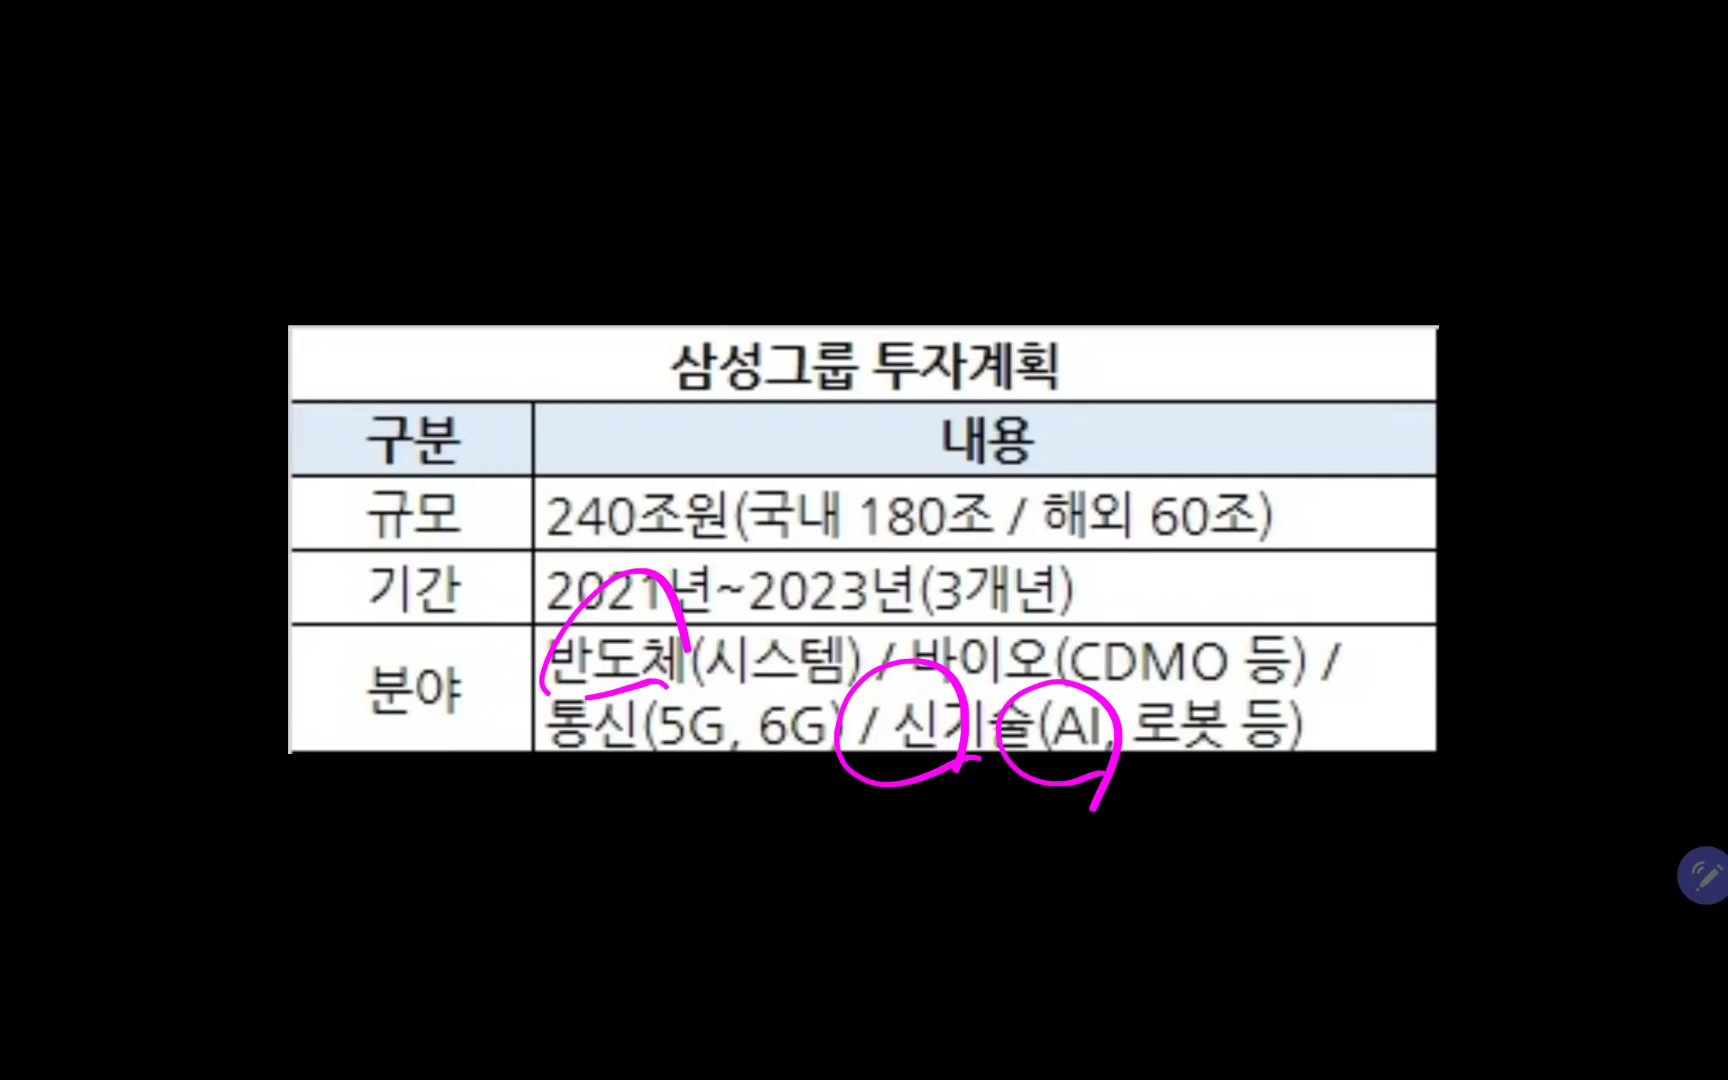 삼성그룹 투자계획
구분 내용
규모 240조원(국내 180조 / 해외 60조)
기간 2021년~2023년(3개년)
분야 반도체(시스템) / 바이오(CDMO 등) /
통신(5G, 6G) / 신기술(AI, 로봇 등)